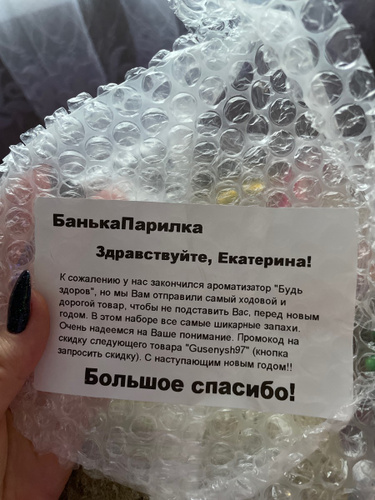 БанькаПарилка
Здравствуйте, Екатерина!
К сожалению у нас закончился ароматизатор "Будь
здоров", но мы Вам отправили самый ходовой и
дорогой товар, чтобы не подставить Вас, перед новым
годом. В этом наборе все самые шикарные запахи.
Очень надеемся на Ваше понимание. Промокод на
скидку следующего товара "Gusenysh97" (кнопка
запросить скидку). С наступающим новым годом!!
Большое спасибо!